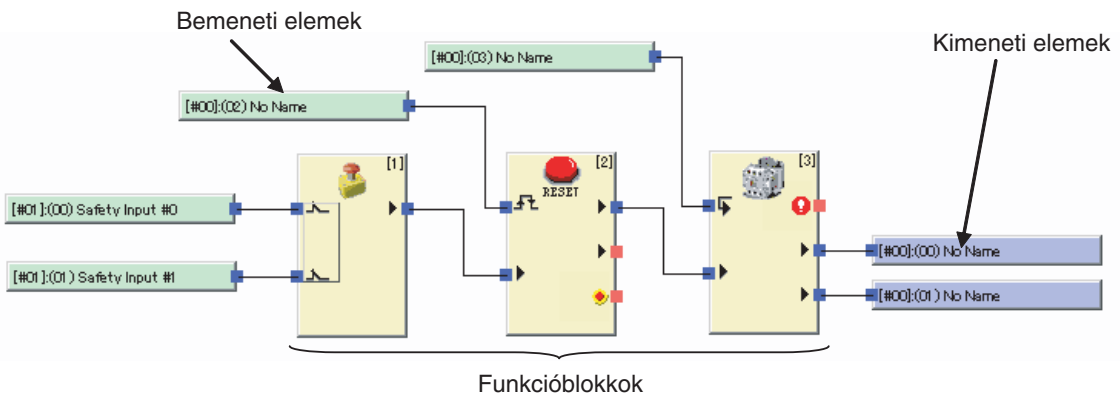 Bemeneti elemek
Kimeneti elemek
[#00]:(03) No Name
[#00]:(02) No Name
[1]
[2]
[3]
RESET
[#01]:(00) Safety Input #0
[#01]:(01) Safety Input #1
[#00]:(00) No Name
[#00]:(01) No Name
Funkcióblokkok